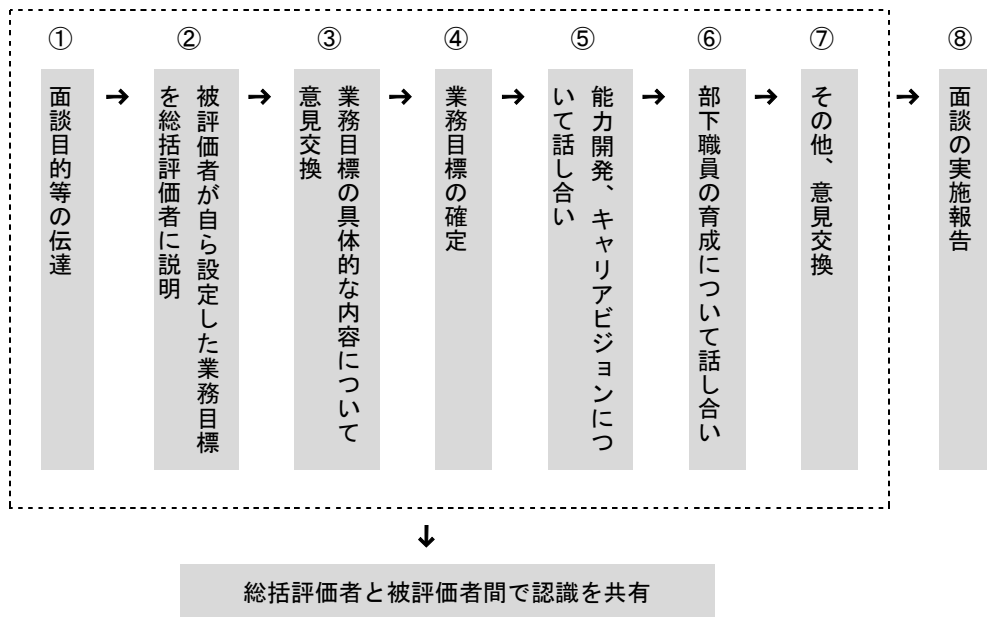 ①
面談目的等の伝達
→
②
被評価者が自ら設定した業務目標
を総括評価者に説明
→
③
業務目標の具体的な内容について
意見交換
→
④
業務目標の確定
→
⑤
能力開発、キャリアビジョンにつ
いて話し合い
→
⑥
部下職員の育成について話し合い
→
⑦
その他、意見交換
→
⑧
面談の実施報告
↓
総括評価者と被評価者間で認識を共有